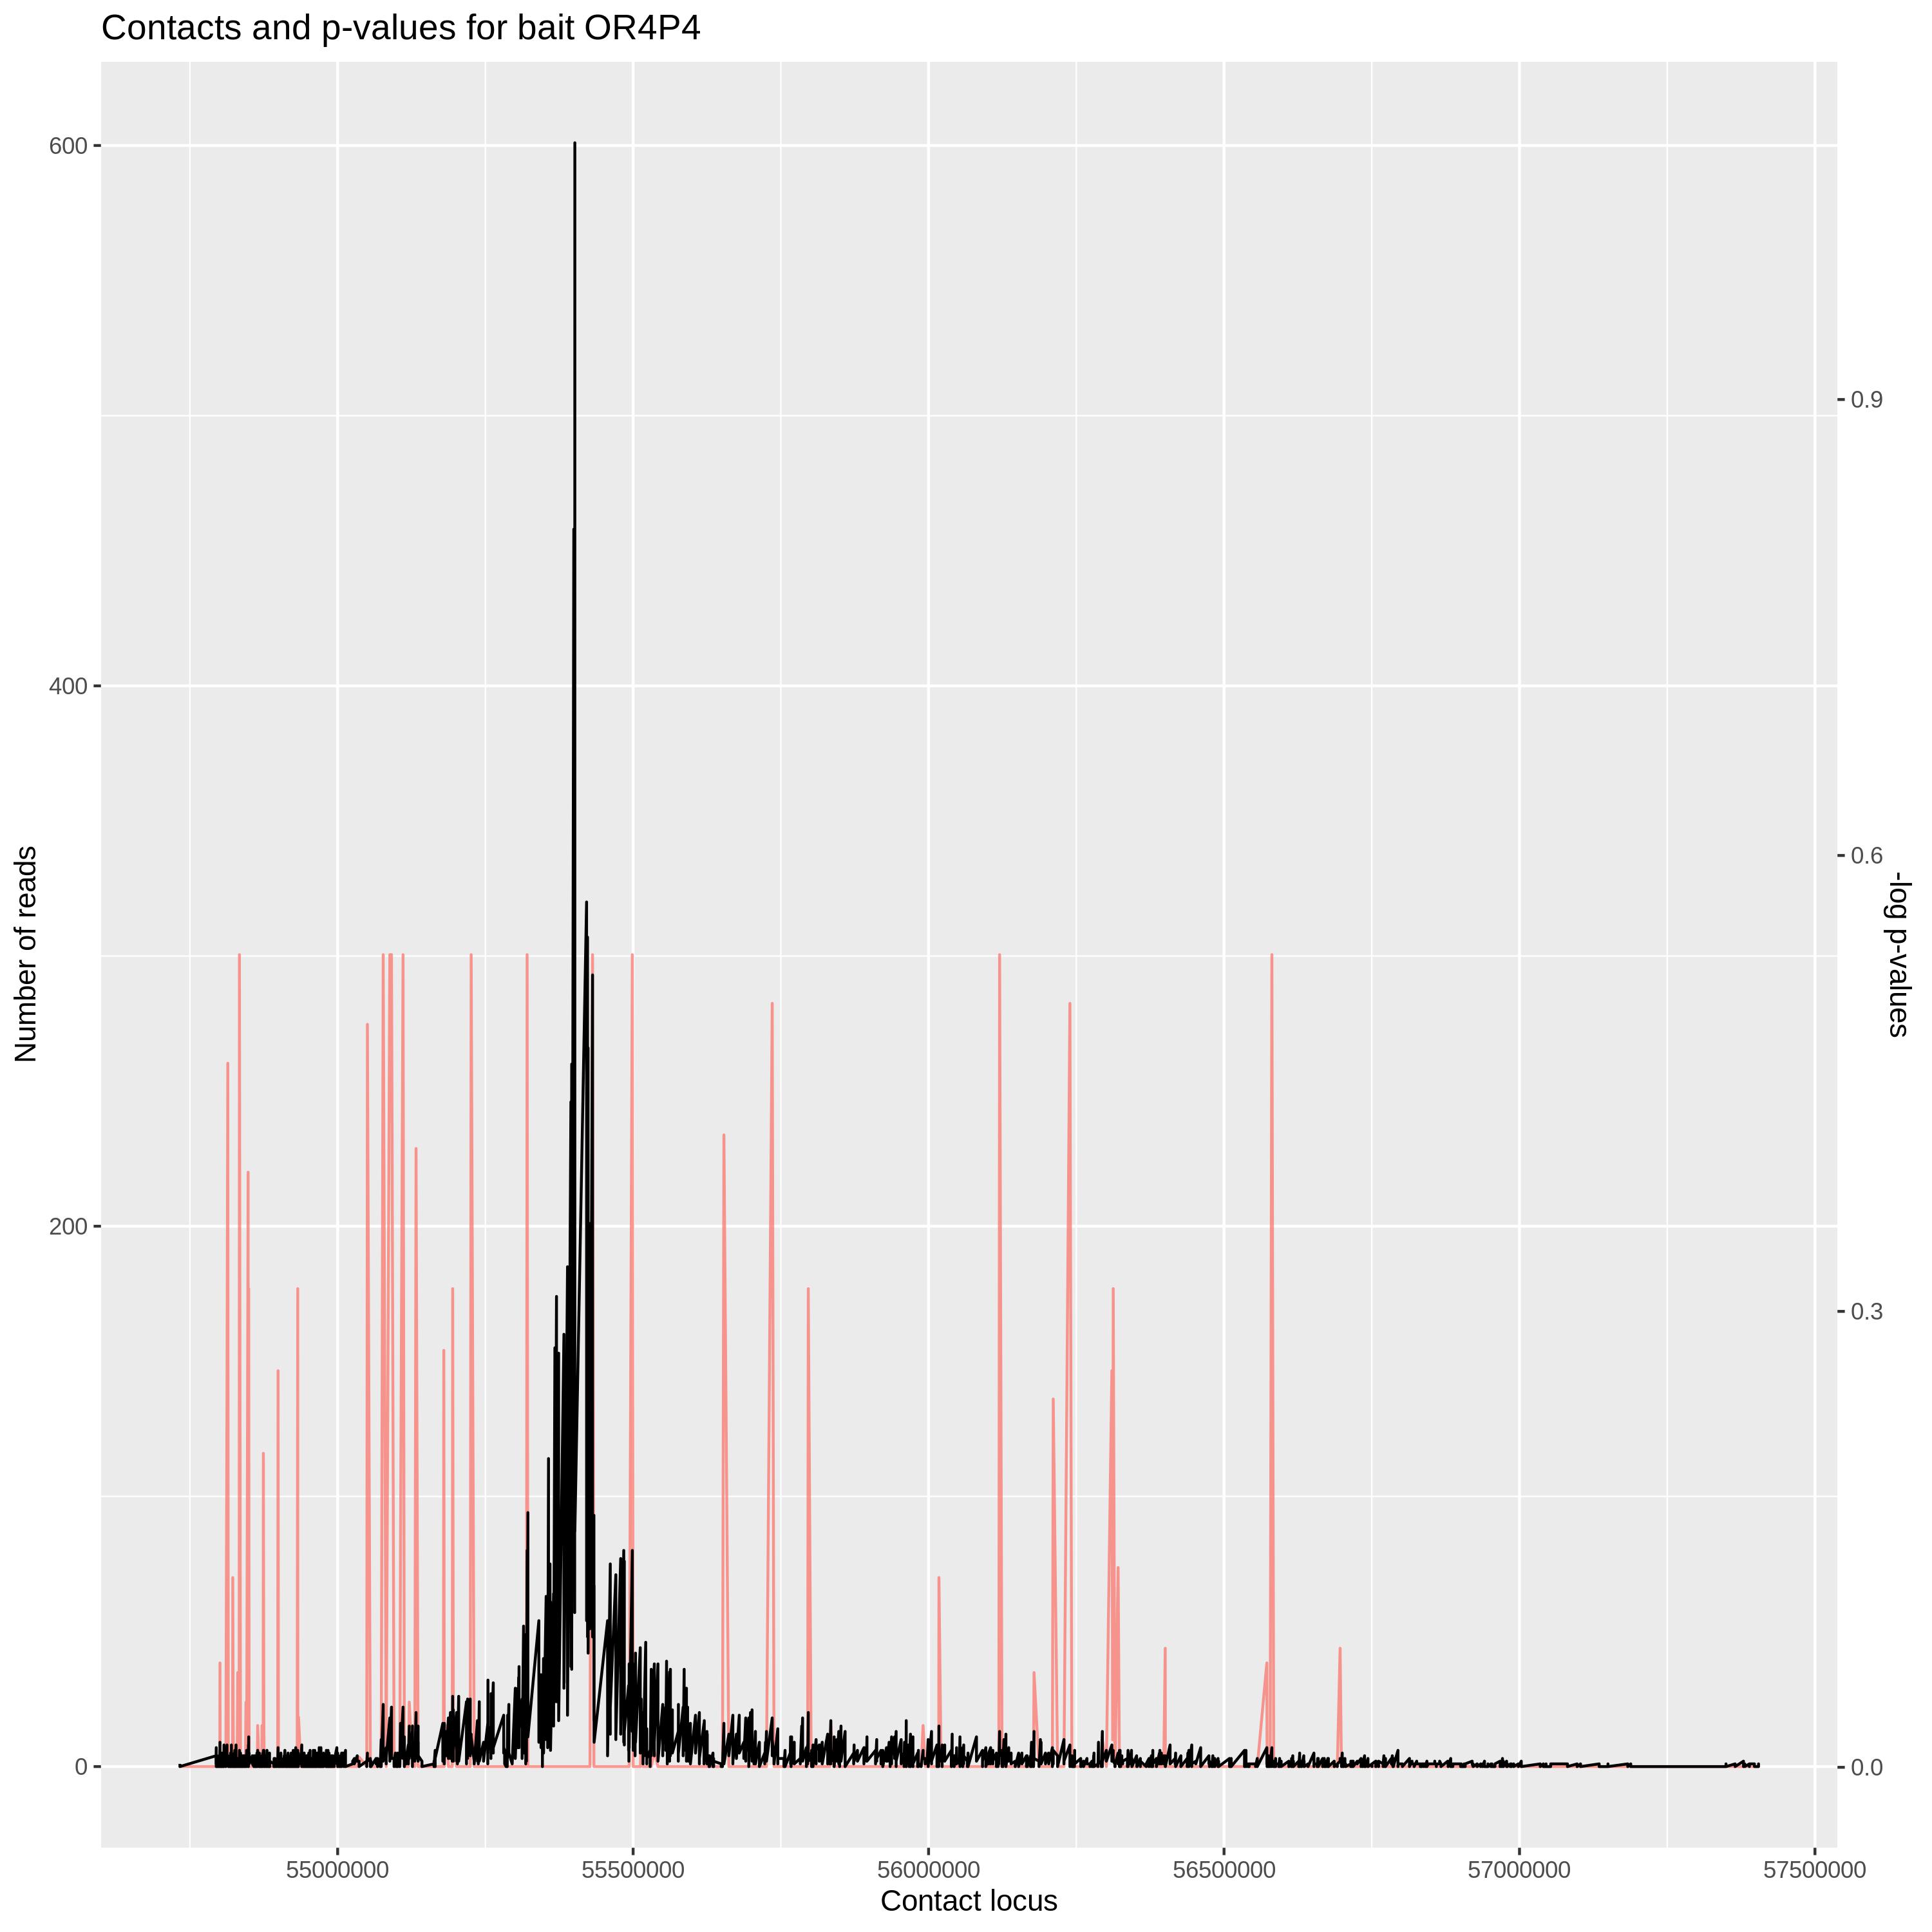 Contacts and p-values for bait OR4P4
600
400
200
0
Number of reads
0.9
0.6
0.3
0.0
-log p-values
55000000 55500000 56000000 56500000 57000000 57500000
Contact locus